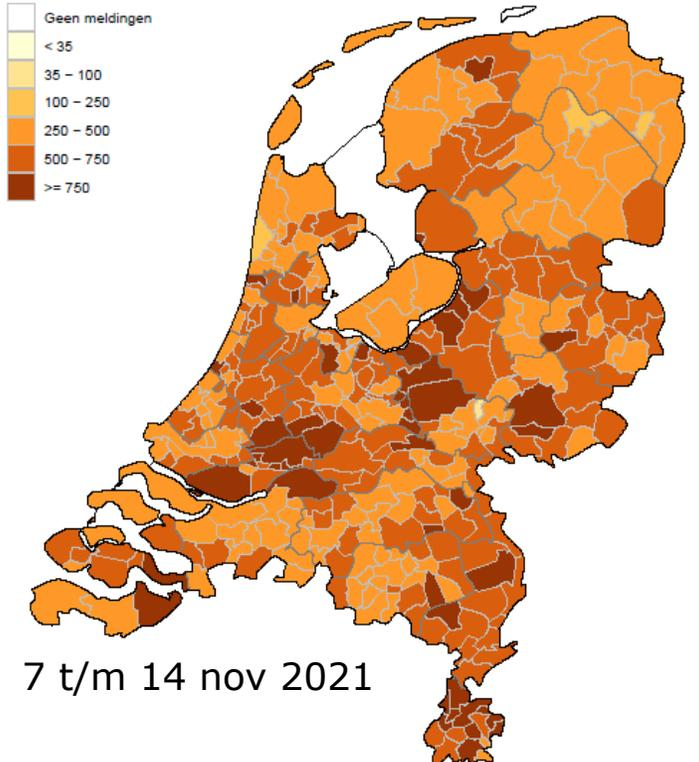 Geen meldingen
< 35
35 – 100
100 – 250
250 – 500
500 – 750
>= 750
7 t/m 14 nov 2021